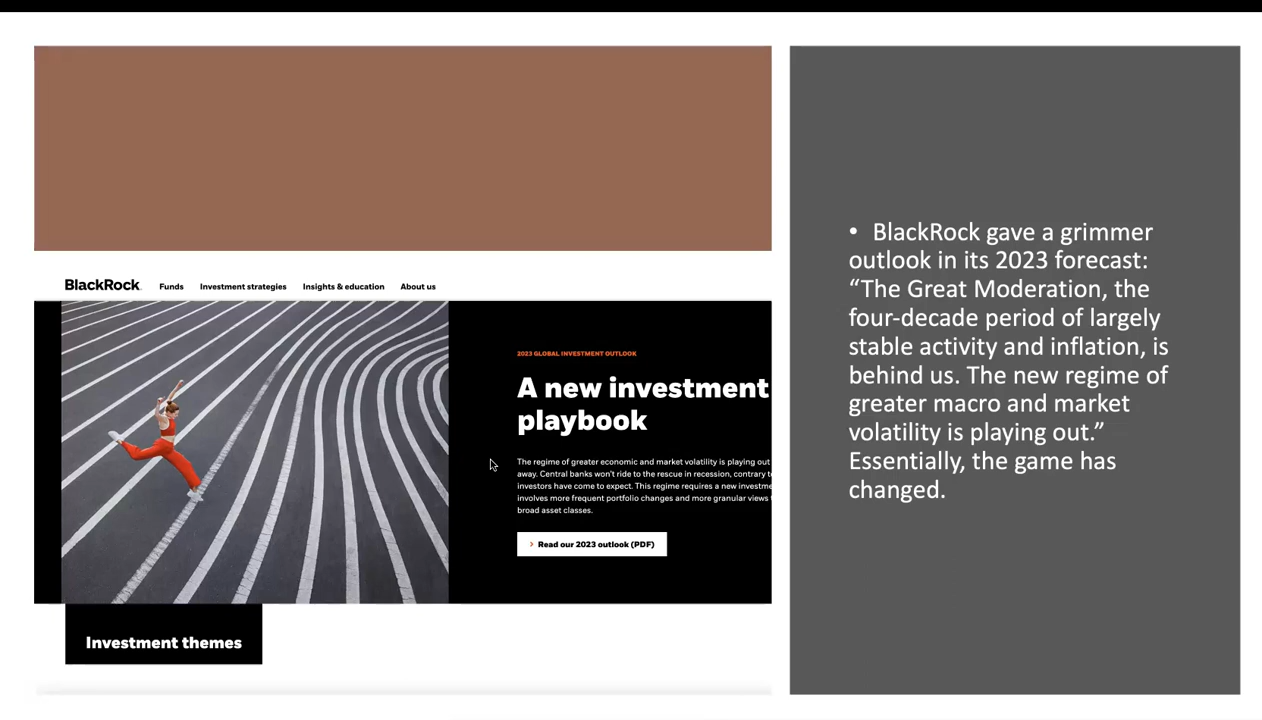 BlackRock.
Funds
Investment strategies
Insights & education
About us
2023 GLOBAL INVESTMENT OUTLOOK
A new investment
playbook
The regime of greater economic and market volatility is playing out
away. Central banks won't ride to the rescue in recession, contrary
investors have come to expect. This regime requires a new
involves more frequent portfolio changes and more granular views
broad asset classes.
› Read our 2023 outlook (PDF)
Investment themes
• BlackRock gave a grimmer
outlook in its 2023 forecast:
“The Great Moderation, the
four-decade period of largely
stable activity and inflation, is
behind us. The new regime of
greater macro and market
volatility is playing out.”
Essentially, the game has
changed.